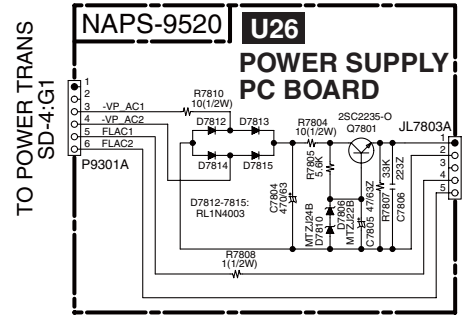 NAPS-9520
U26
POWER SUPPLY
PC BOARD
TO POWER TRANS
SD-4:G1
1
2
3 -VP_AC1
4 -VP_AC2
5 FLAC1
6 FLAC2
P9301A
R7810
10(1/2W)
D7812 D7813
D7814 D7815
D7812-7815:
RL1N4003
R7804
10(1/2W)
2SC2235-O
Q7801
JL7803A
1
2
3
4
5
R7805
5.6K
C7804
470/63
MTZJ24B
D7810
D7806
MTZJ22B
C7805
47/63Z
R7807
33K
C7806
223Z
R7808
1(1/2W)